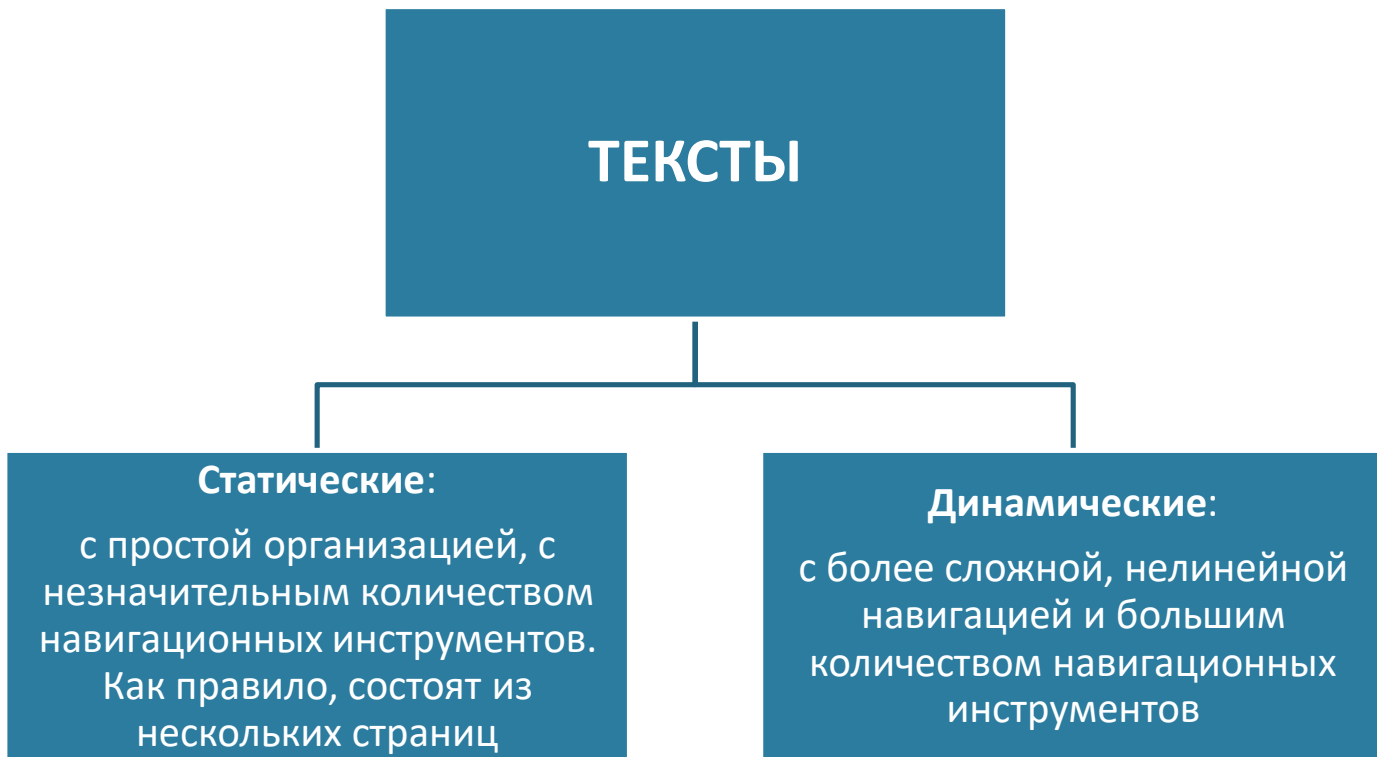 ТЕКСТЫ
Статические:
с простой организацией, с
незначительным количеством
навигационных инструментов.
Как правило, состоят из
нескольких страниц
Динамические:
с более сложной, нелинейной
навигацией и большим
количеством навигационных
инструментов